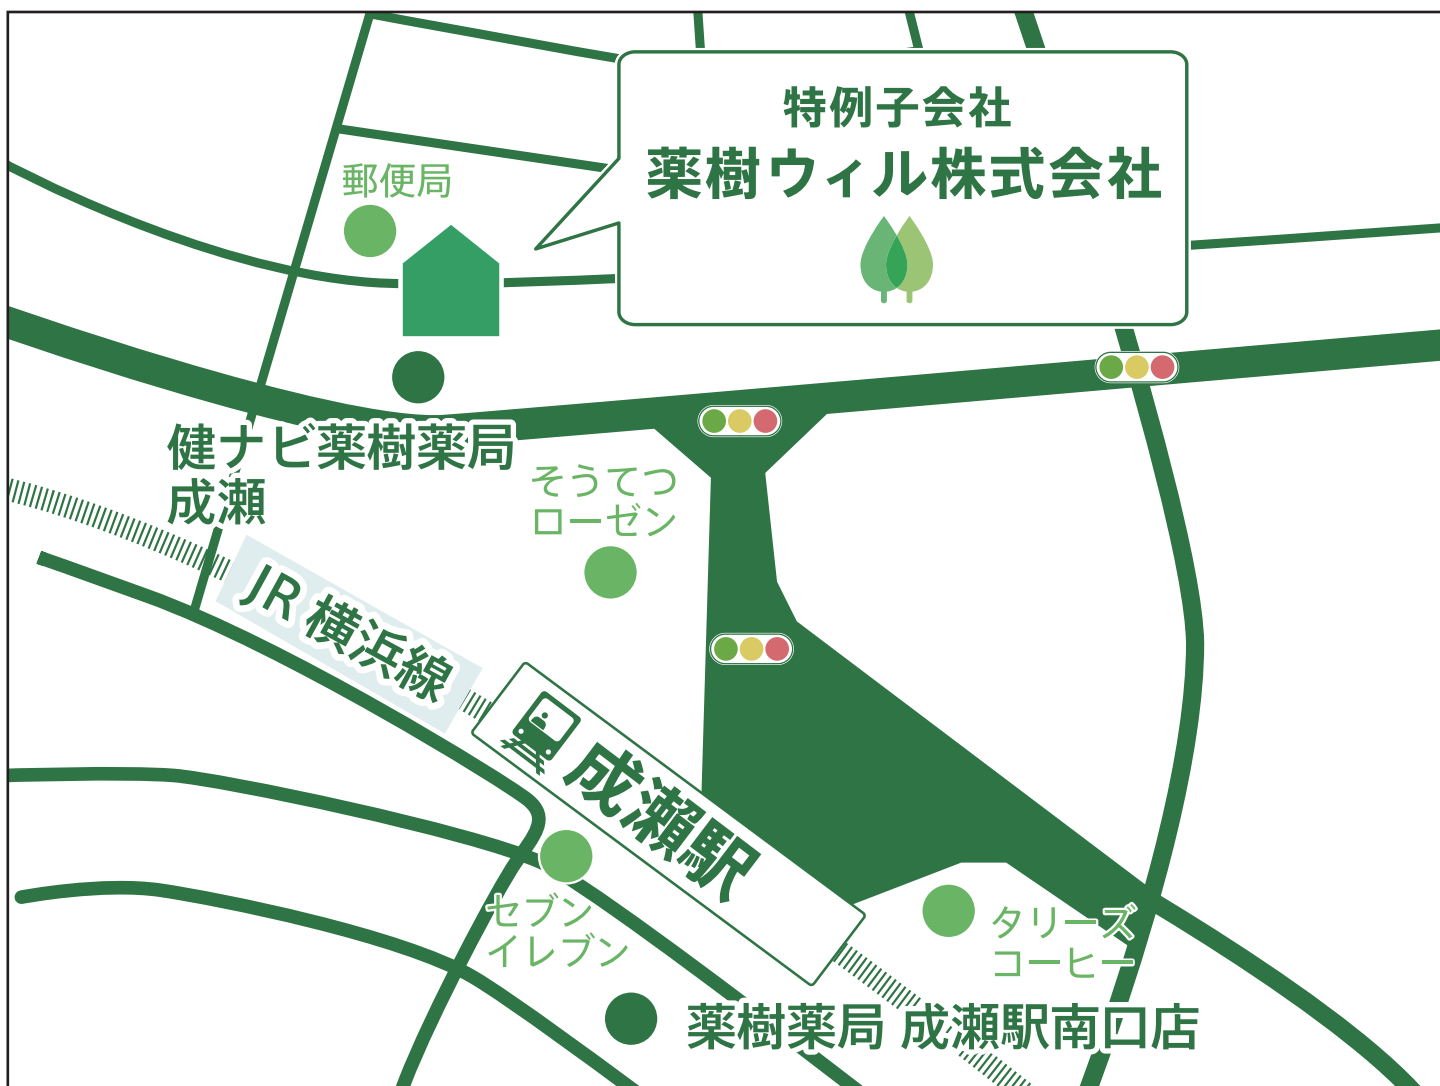 特例子会社
薬樹ウィル株式会社
郵便局
健ナビ薬樹薬局
成瀬
そうてつ
ローゼン
JR 横浜線
成瀬駅
セブン
イレブン
タリーズ
コーヒー
薬樹薬局 成瀬駅南口店